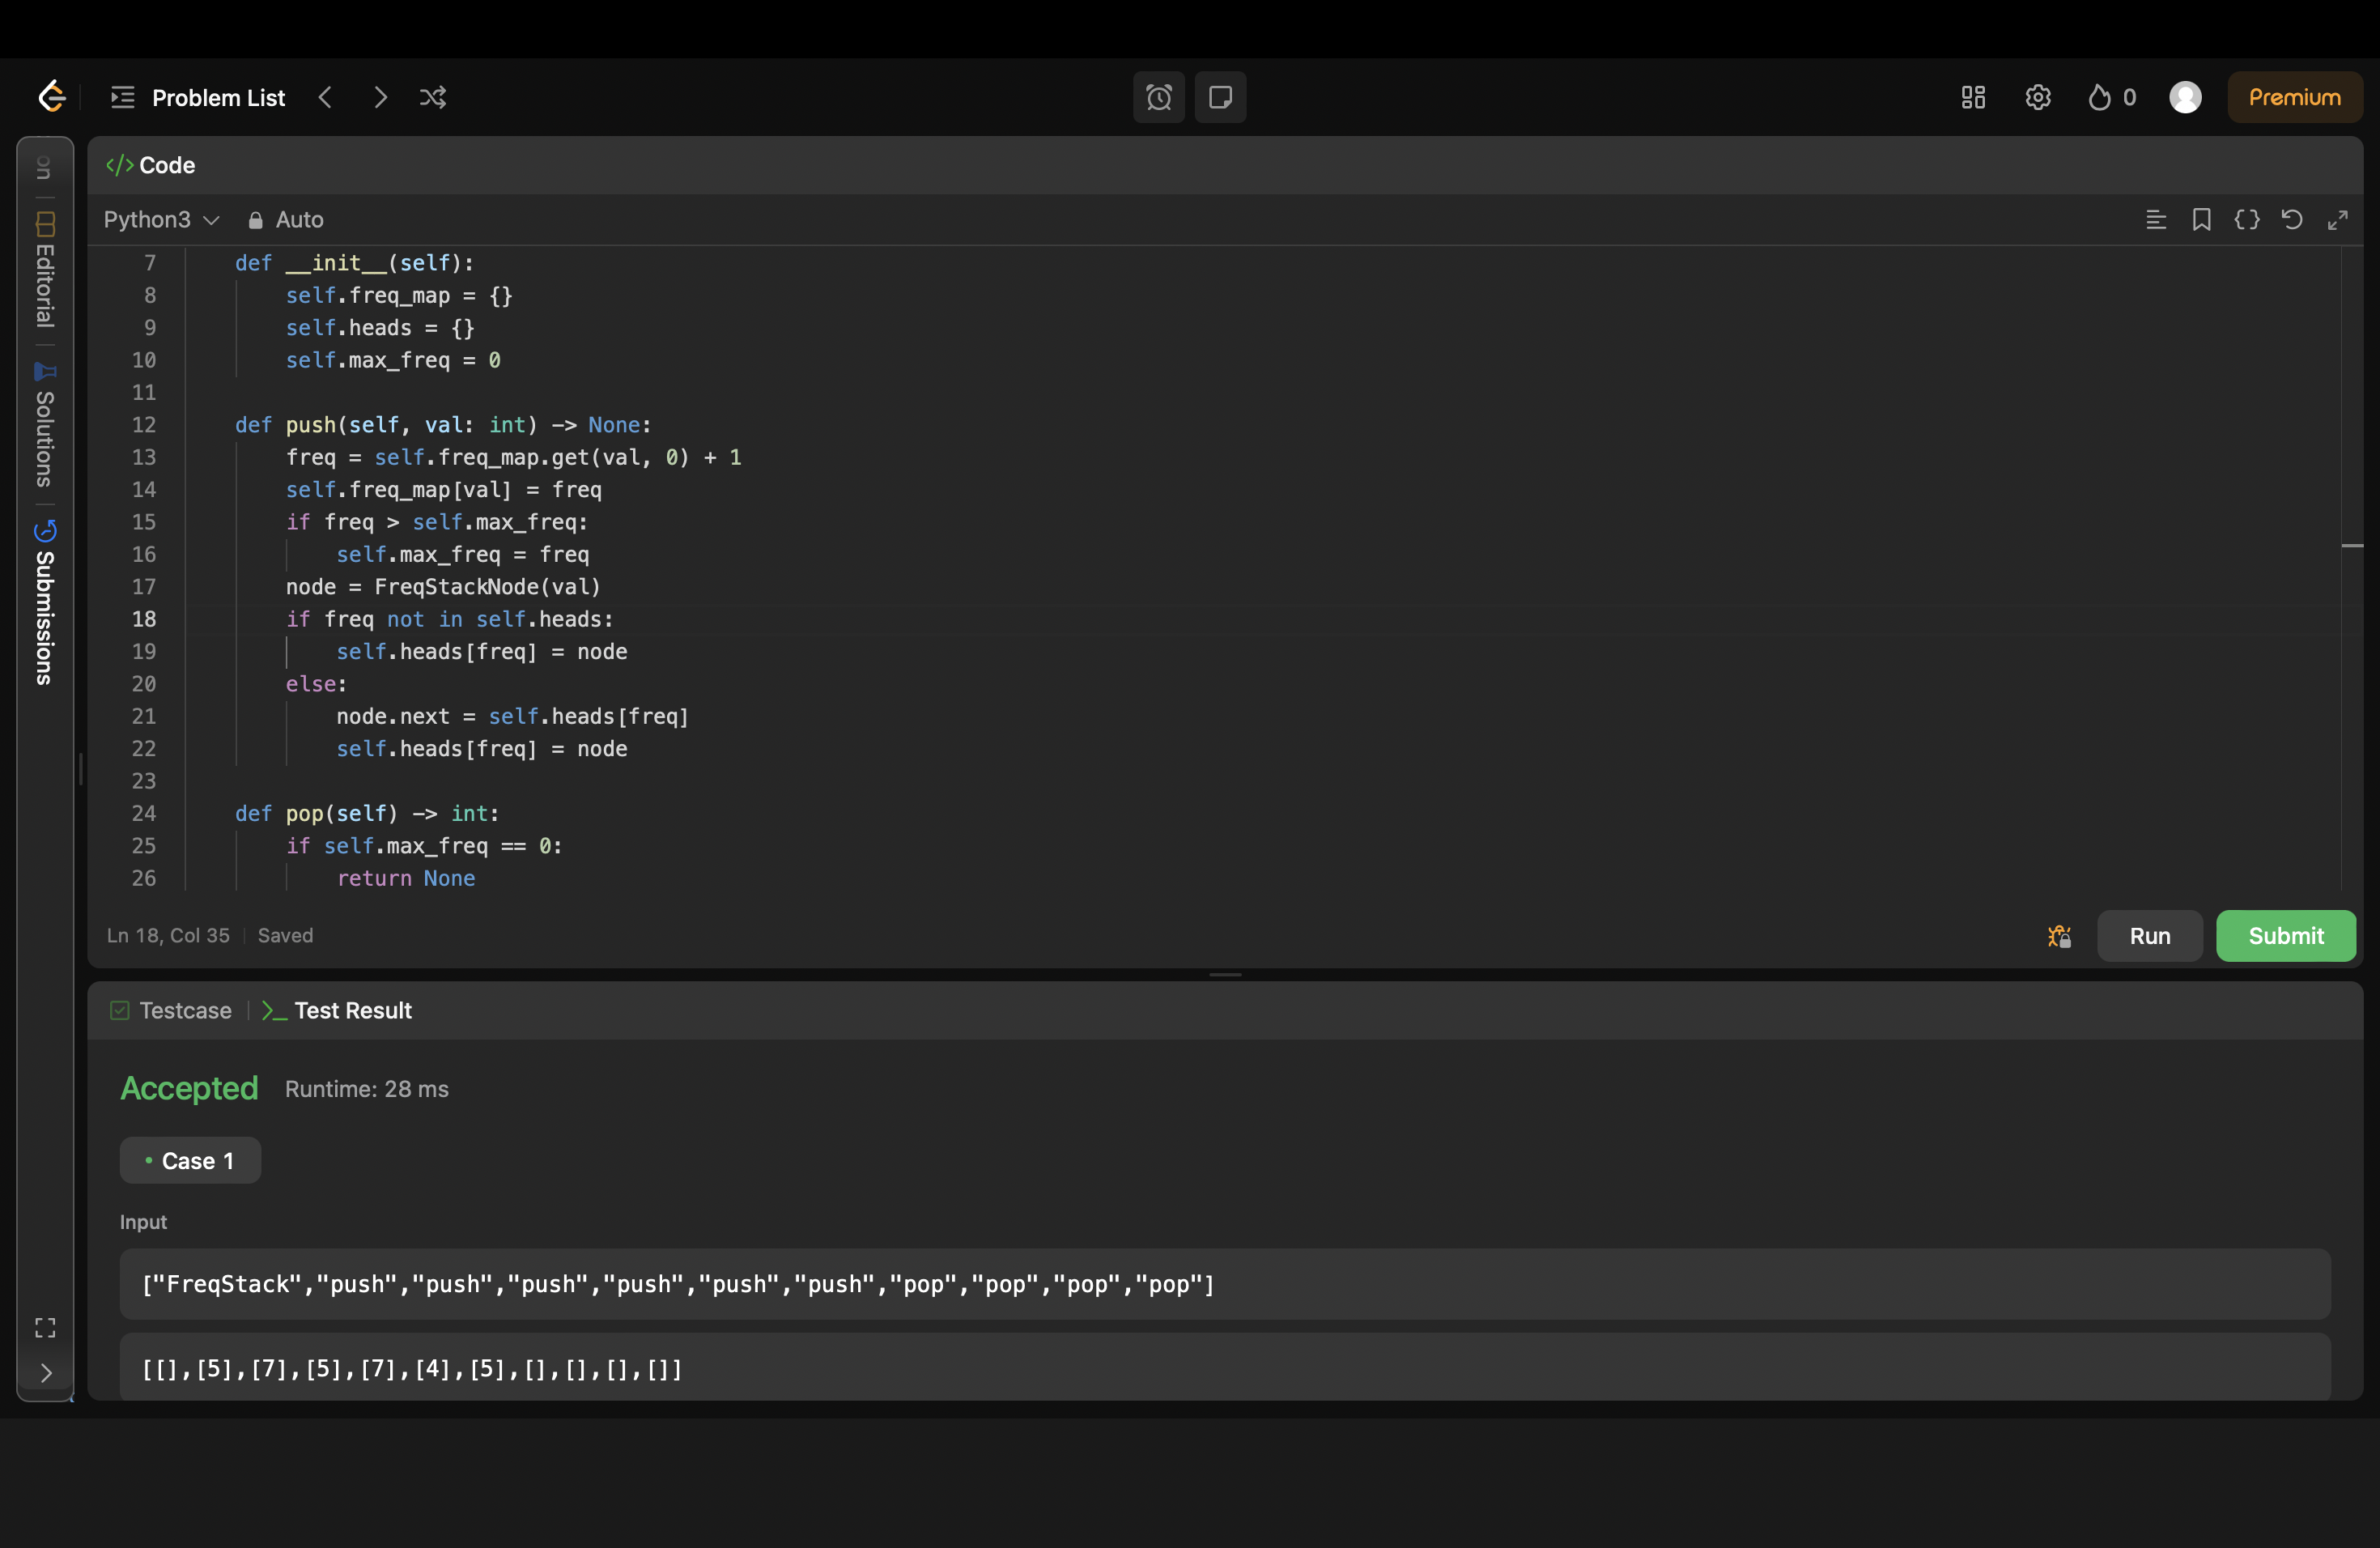 Problem List
0
Premium
on
Editorial
Solutions
Submissions
</> Code
Python3
Auto
7 def __init__(self):
8 self.freq_map = {}
9 self.heads = {}
10 self.max_freq = 0
11
12 def push(self, val: int) -> None:
13 freq = self.freq_map.get(val, 0) + 1
14 self.freq_map[val] = freq
15 if freq > self.max_freq:
16 self.max_freq = freq
17 node = FreqStackNode(val)
18 if freq not in self.heads:
19 self.heads[freq] = node
20 else:
21 node.next = self.heads[freq]
22 self.heads[freq] = node
23
24 def pop(self) -> int:
25 if self.max_freq == 0:
26 return None
Ln 18, Col 35 Saved
Run
Submit
Testcase
Test Result
Accepted Runtime: 28 ms
Case 1
Input
["FreqStack","push","push","push","push","push","push","pop","pop","pop","pop"]
[[],[5],[7],[5],[7],[4],[5],[],[],[],[]]